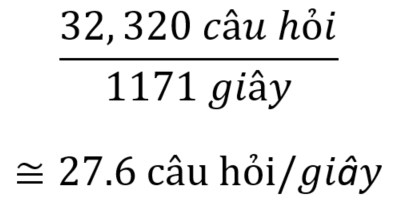 32,320 câu hỏi
1171 giây
≅ 27.6 câu hỏi/giây